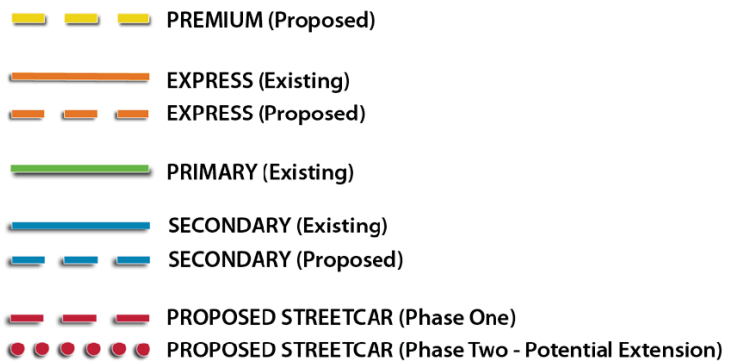 PREMIUM (Proposed)
EXPRESS (Existing)
EXPRESS (Proposed)
PRIMARY (Existing)
SECONDARY (Existing)
SECONDARY (Proposed)
PROPOSED STREETCAR (Phase One)
PROPOSED STREETCAR (Phase Two - Potential Extension)